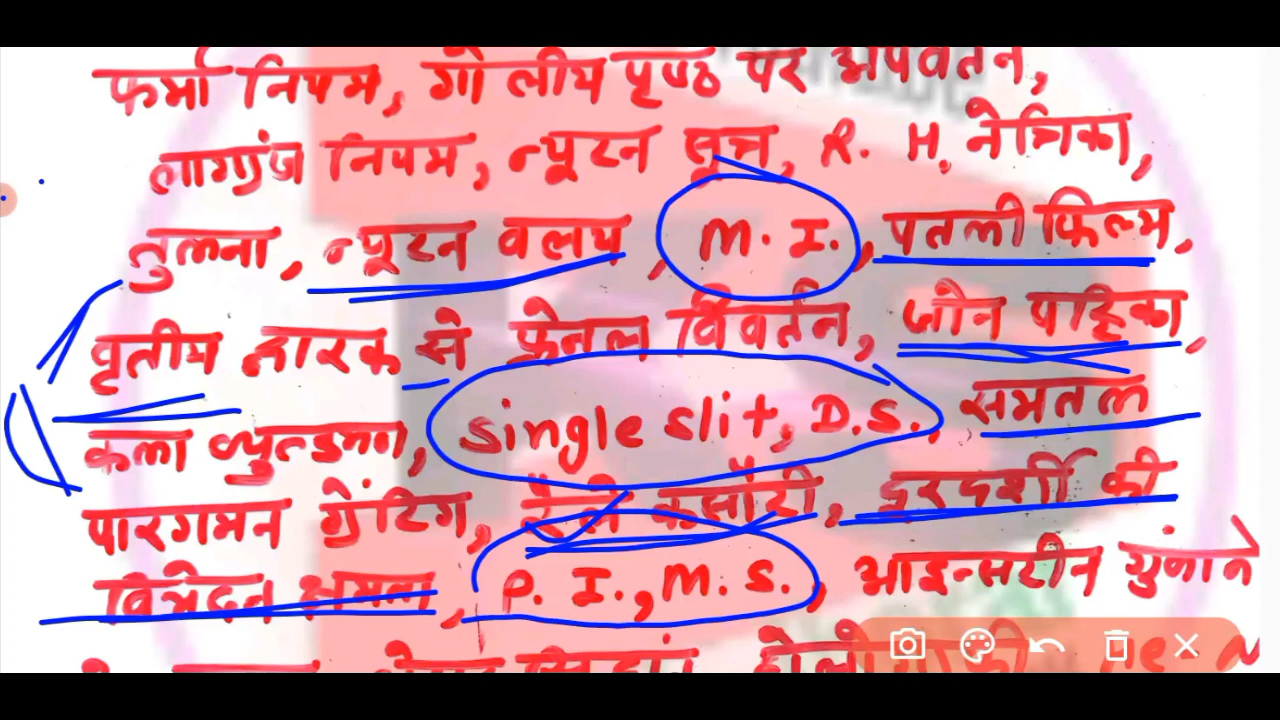 फर्मा नियम, गोलीय पृष्ठ पर अपवर्तन,
लाग्रांज नियम, न्यूटन सूत्र, R. H. नेत्रिका,
तुलना, न्यूटन वलय, M. I., पतली फिल्म,
वृतीय द्वारक से फ्रेनल विवर्तन, जोन पट्टिका,
कला व्युत्क्रमण, Single slit, D.S., समतल
पारगमन ग्रेटिंग, रैले कसौटी, दूरदर्शी की
विभेदन क्षमता, P. I., M. S., आइन्सटीन गुंणाक
He-N